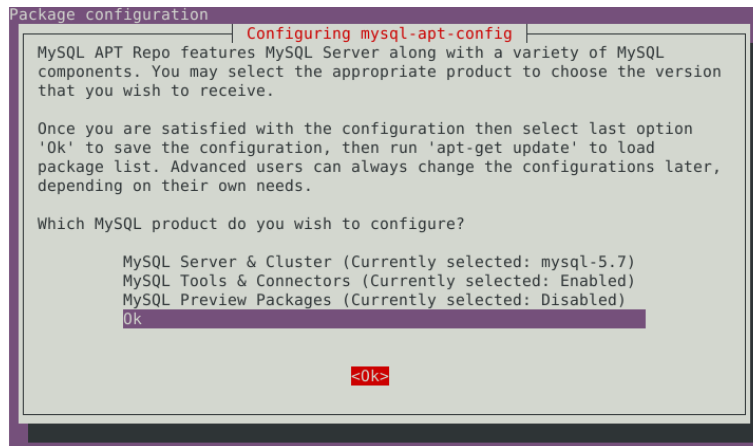 Package configuration
Configuring mysql-apt-config
MySQL APT Repo features MySQL Server along with a variety of MySQL
components. You may select the appropriate product to choose the version
that you wish to receive.
Once you are satisfied with the configuration then select last option
'Ok' to save the configuration, then run 'apt-get update' to load
package list. Advanced users can always change the configurations later,
depending on their own needs.
Which MySQL product do you wish to configure?
MySQL Server & Cluster (Currently selected: mysql-5.7)
MySQL Tools & Connectors (Currently selected: Enabled)
MySQL Preview Packages (Currently selected: Disabled)
Ok
<Ok>